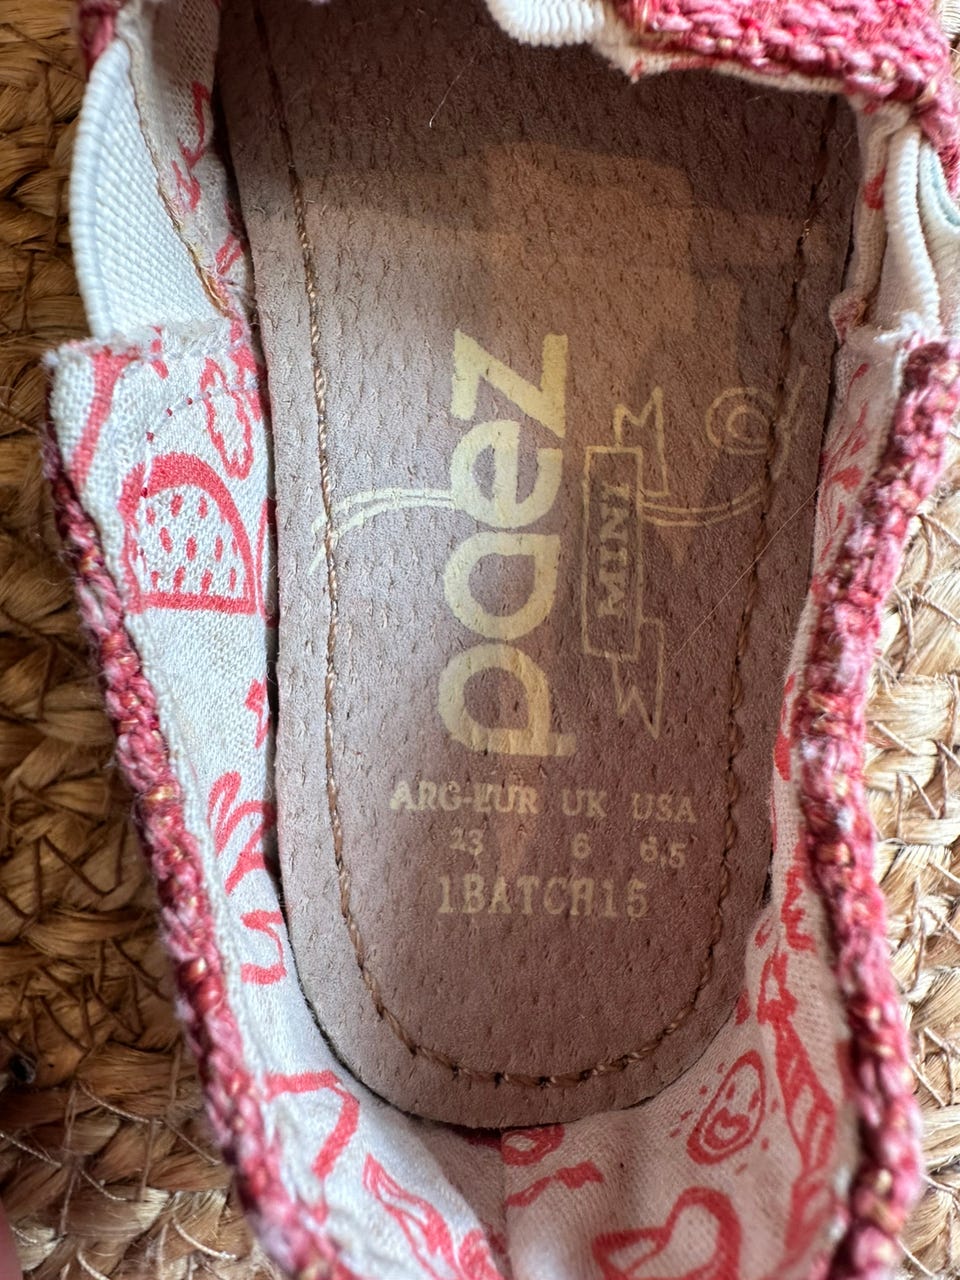 paez
MINI
ARG-EUR UK USA
23 6 6.5
1BATCH15